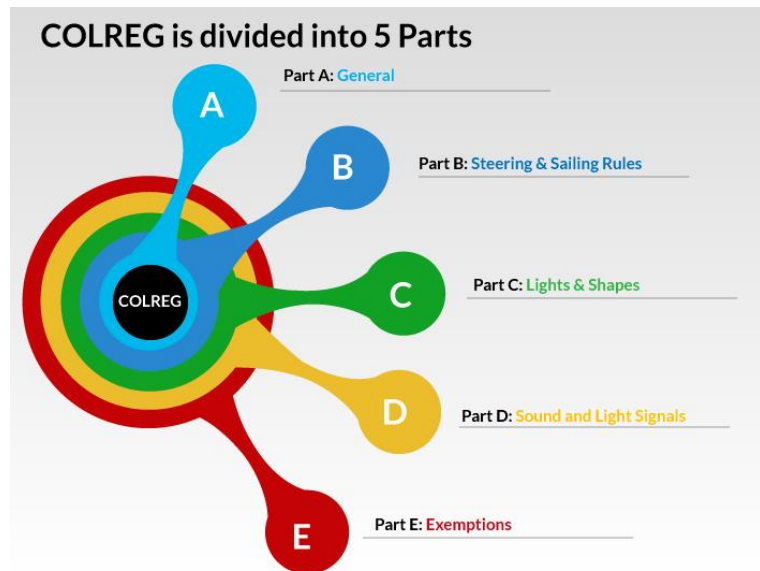 COLREG is divided into 5 Parts
A
Part A: General
B
Part B: Steering & Sailing Rules
COLREG
C
Part C: Lights & Shapes
D
Part D: Sound and Light Signals
E
Part E: Exemptions